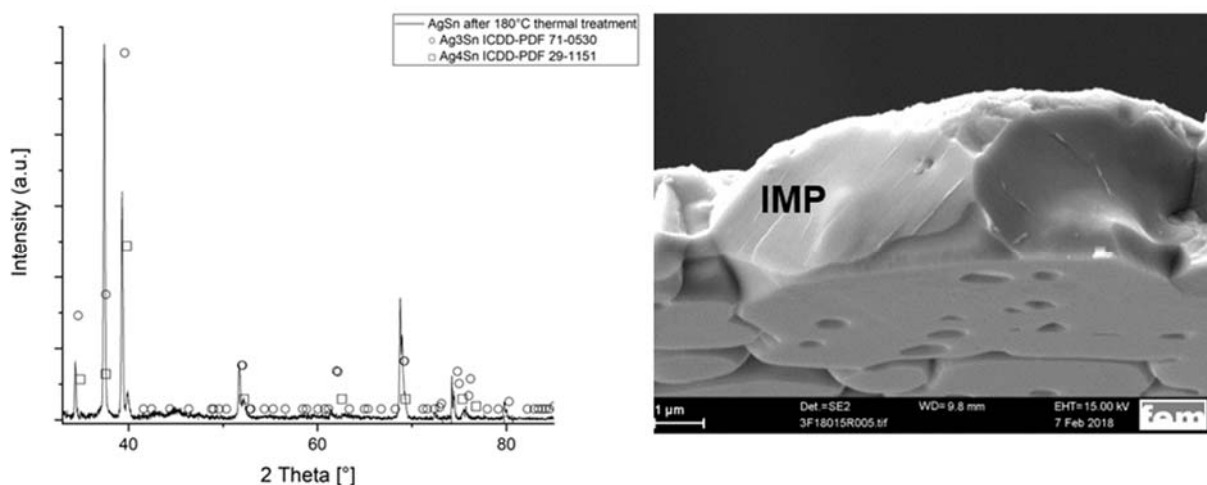 AgSn after 180°C thermal treatment
Ag3Sn ICDD-PDF 71-0530
Ag4Sn ICDD-PDF 29-1151
Intensity (a.u.)
40
60
80
2 Theta [°]
IMP
1 µm
Det.=SE2
WD= 9.8 mm
EHT=15.00 kV
3F18015R005.tif
7 Feb 2018
fem